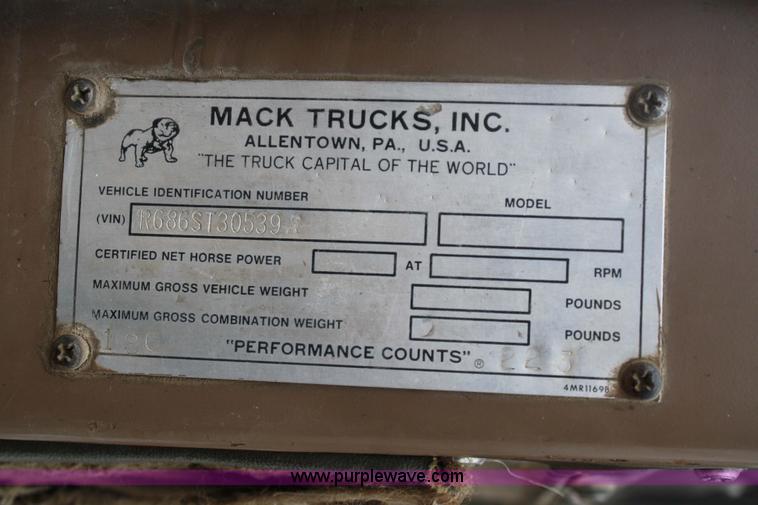 MACK TRUCKS, INC.
ALLENTOWN, PA., U.S.A.
"THE TRUCK CAPITAL OF THE WORLD"
VEHICLE IDENTIFICATION NUMBER MODEL
(VIN) R686ST30539
CERTIFIED NET HORSE POWER AT RPM
MAXIMUM GROSS VEHICLE WEIGHT POUNDS
MAXIMUM GROSS COMBINATION WEIGHT POUNDS
"PERFORMANCE COUNTS" ®
4MR1169B
www.purplewave.com